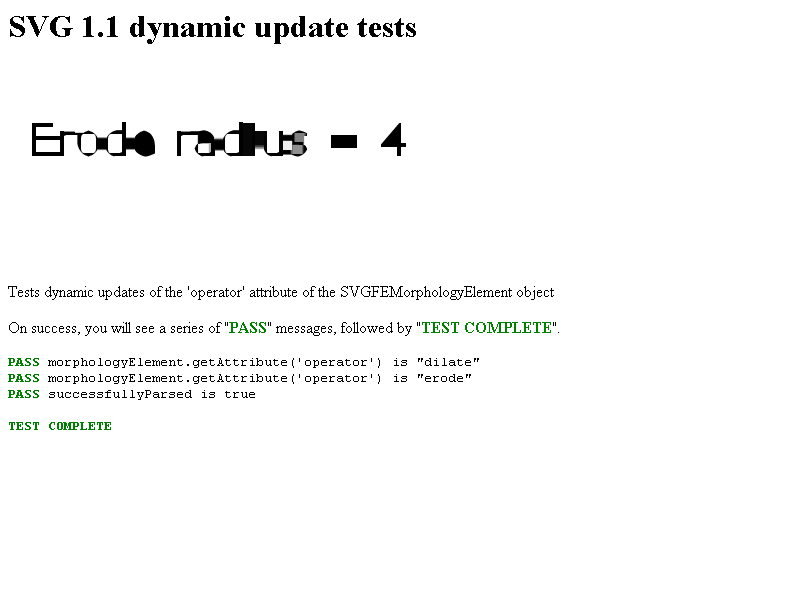 SVG 1.1 dynamic update tests
Erode radius = 4
Tests dynamic updates of the 'operator' attribute of the SVGFEMorphologyElement object
On success, you will see a series of "PASS" messages, followed by "TEST COMPLETE".
PASS morphologyElement.getAttribute('operator') is "dilate"
PASS morphologyElement.getAttribute('operator') is "erode"
PASS successfullyParsed is true
TEST COMPLETE